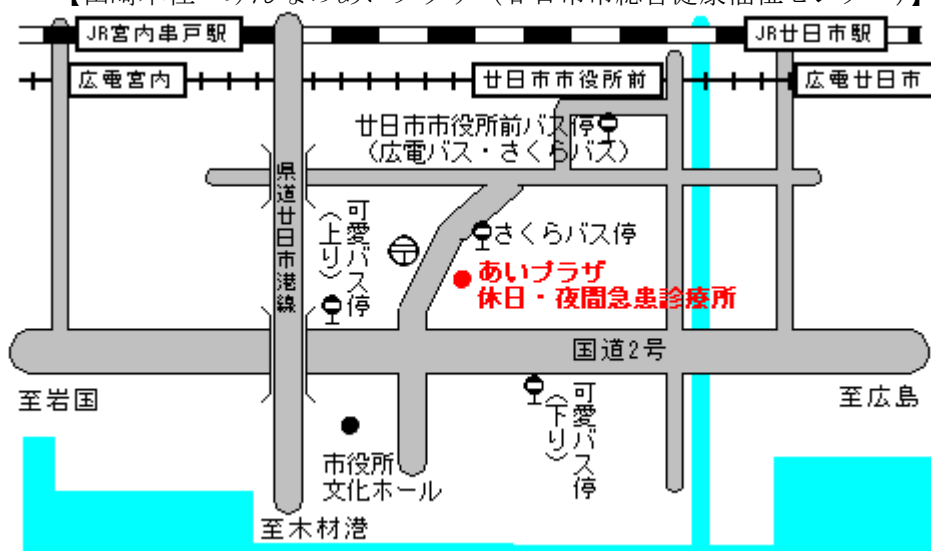 JR宮内串戸駅
JR廿日市駅
広電宮内
廿日市市役所前
広電廿日市
廿日市市役所前バス停
（広電バス・さくらバス）
県道廿日市港線
可愛バス停
（上り）
さくらバス停
あいプラザ
休日・夜間急患診療所
国道2号
至岩国
至広島
可愛バス停
（下り）
市役所
文化ホール
至木材港